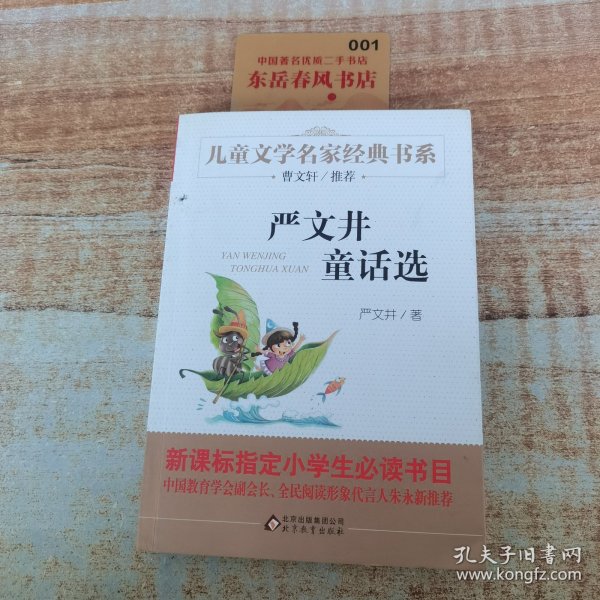 001
中国著名优质二手书店
东岳春风书店
儿童文学名家经典书系
曹文轩/推荐
严文井
YAN WENJING
TONGHUA XUAN
童话选
严文井/著
新课标指定小学生必读书目
中国教育学会副会长、全民阅读形象代言人朱永新推荐
北京出版集团公司
北京教育出版社
孔夫子旧书网
www.kongfz.com